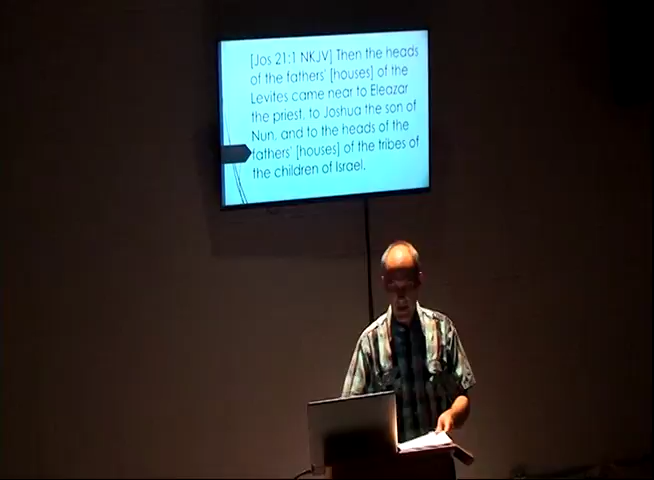 [Jos 21:1 NKJV] Then the heads
of the fathers' [houses] of the
Levites came near to Eleazar
the priest, to Joshua the son of
Nun, and to the heads of the
fathers' [houses] of the tribes of
the children of Israel,